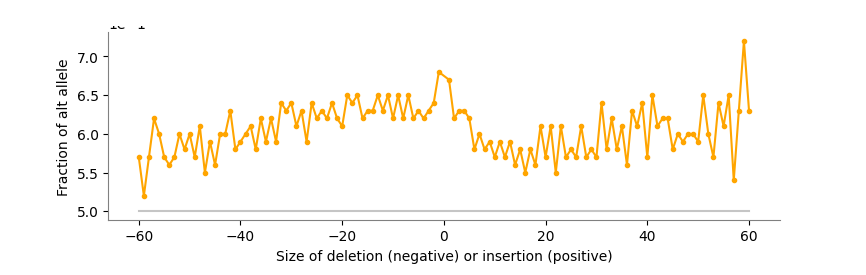 7.0
6.5
6.0
5.5
5.0
Fraction of alt allele
−60 −40 −20 0 20 40 60
Size of deletion (negative) or insertion (positive)